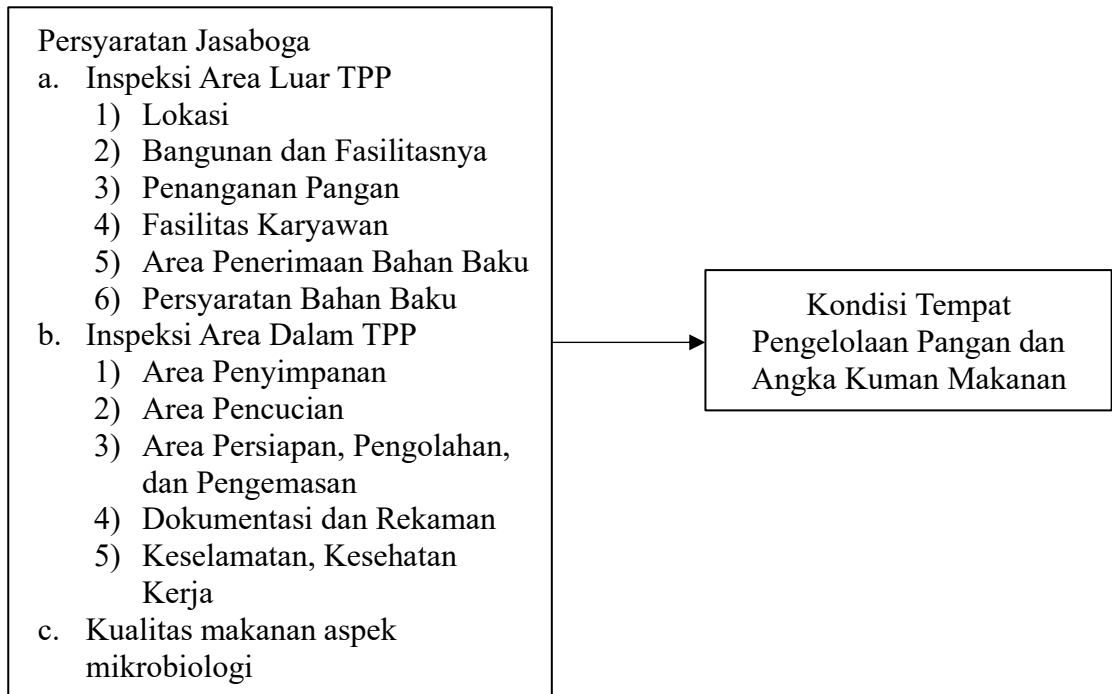 Persyaratan Jasaboga
a. Inspeksi Area Luar TPP
1) Lokasi
2) Bangunan dan Fasilitasnya
3) Penanganan Pangan
4) Fasilitas Karyawan
5) Area Penerimaan Bahan Baku
6) Persyaratan Bahan Baku
b. Inspeksi Area Dalam TPP
1) Area Penyimpanan
2) Area Pencucian
3) Area Persiapan, Pengolahan,
dan Pengemasan
4) Dokumentasi dan Rekaman
5) Keselamatan, Kesehatan
Kerja
c. Kualitas makanan aspek
mikrobiologi
Kondisi Tempat
Pengelolaan Pangan dan
Angka Kuman Makanan